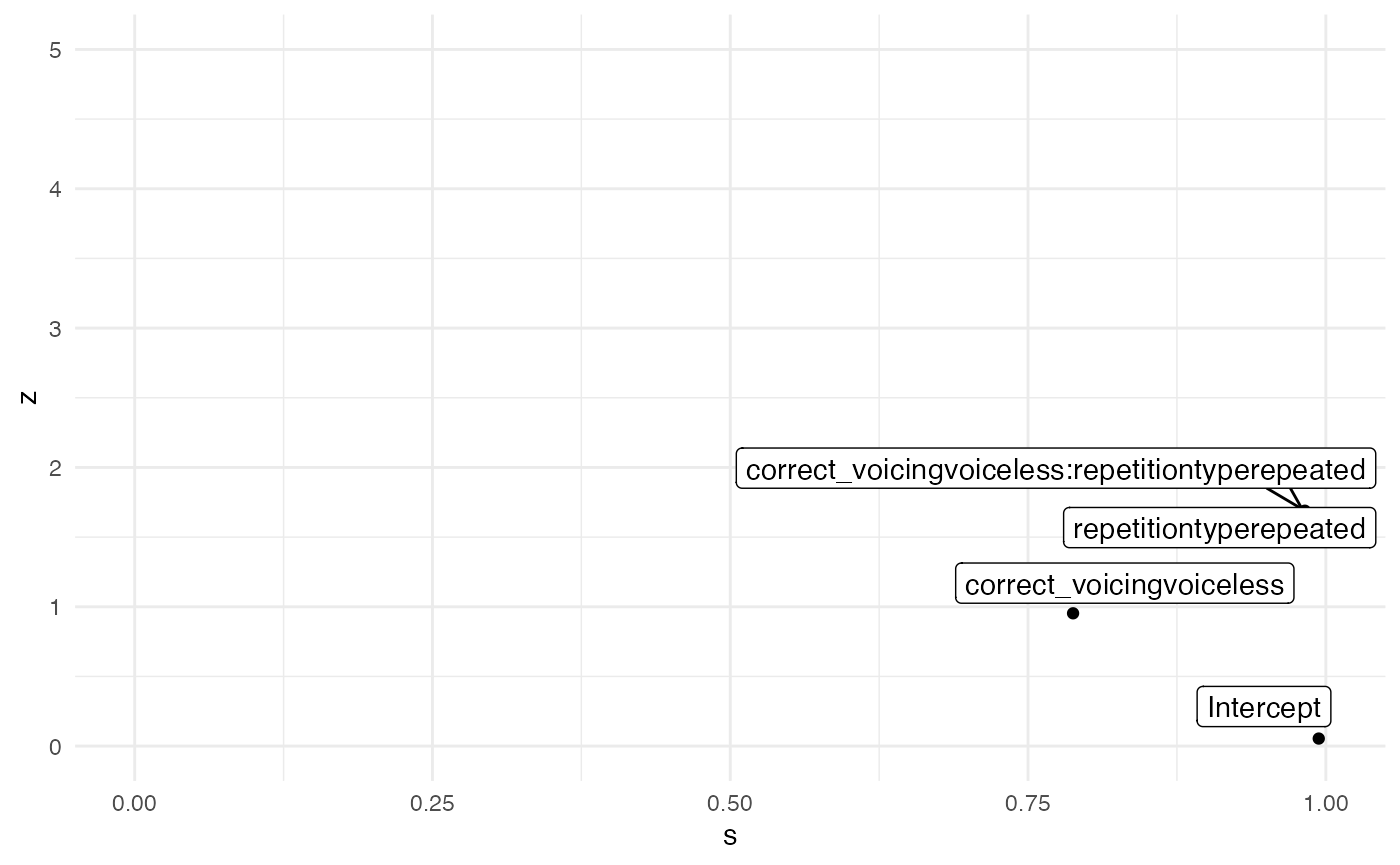 5
4
3
2
1
0
z
correct_voicingvoiceless:repetitiontyperepeated
repetitiontyperepeated
correct_voicingvoiceless
Intercept
0.00 0.25 0.50 0.75 1.00
s